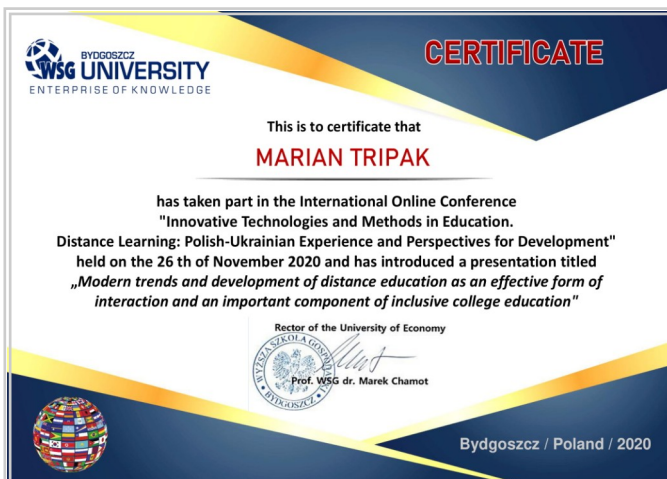 BYDGOSZCZ
WSG UNIVERSITY
ENTERPRISE OF KNOWLEDGE
CERTIFICATE
This is to certify that
MARIAN TRIPAK
has taken part in the International Online Conference
"Innovative Technologies and Methods in Education.
Distance Learning: Polish-Ukrainian Experience and Perspectives for Development"
held on the 26 th of November 2020 and has introduced a presentation titled
„Modern trends and development of distance education as an effective form of
interaction and an important component of inclusive college education"
Rector of the University of Economy
WYŻSZA SZKOŁA
BYDGOSZCZ
Prof. WSG dr. Marek Chamot
Bydgoszcz / Poland / 2020